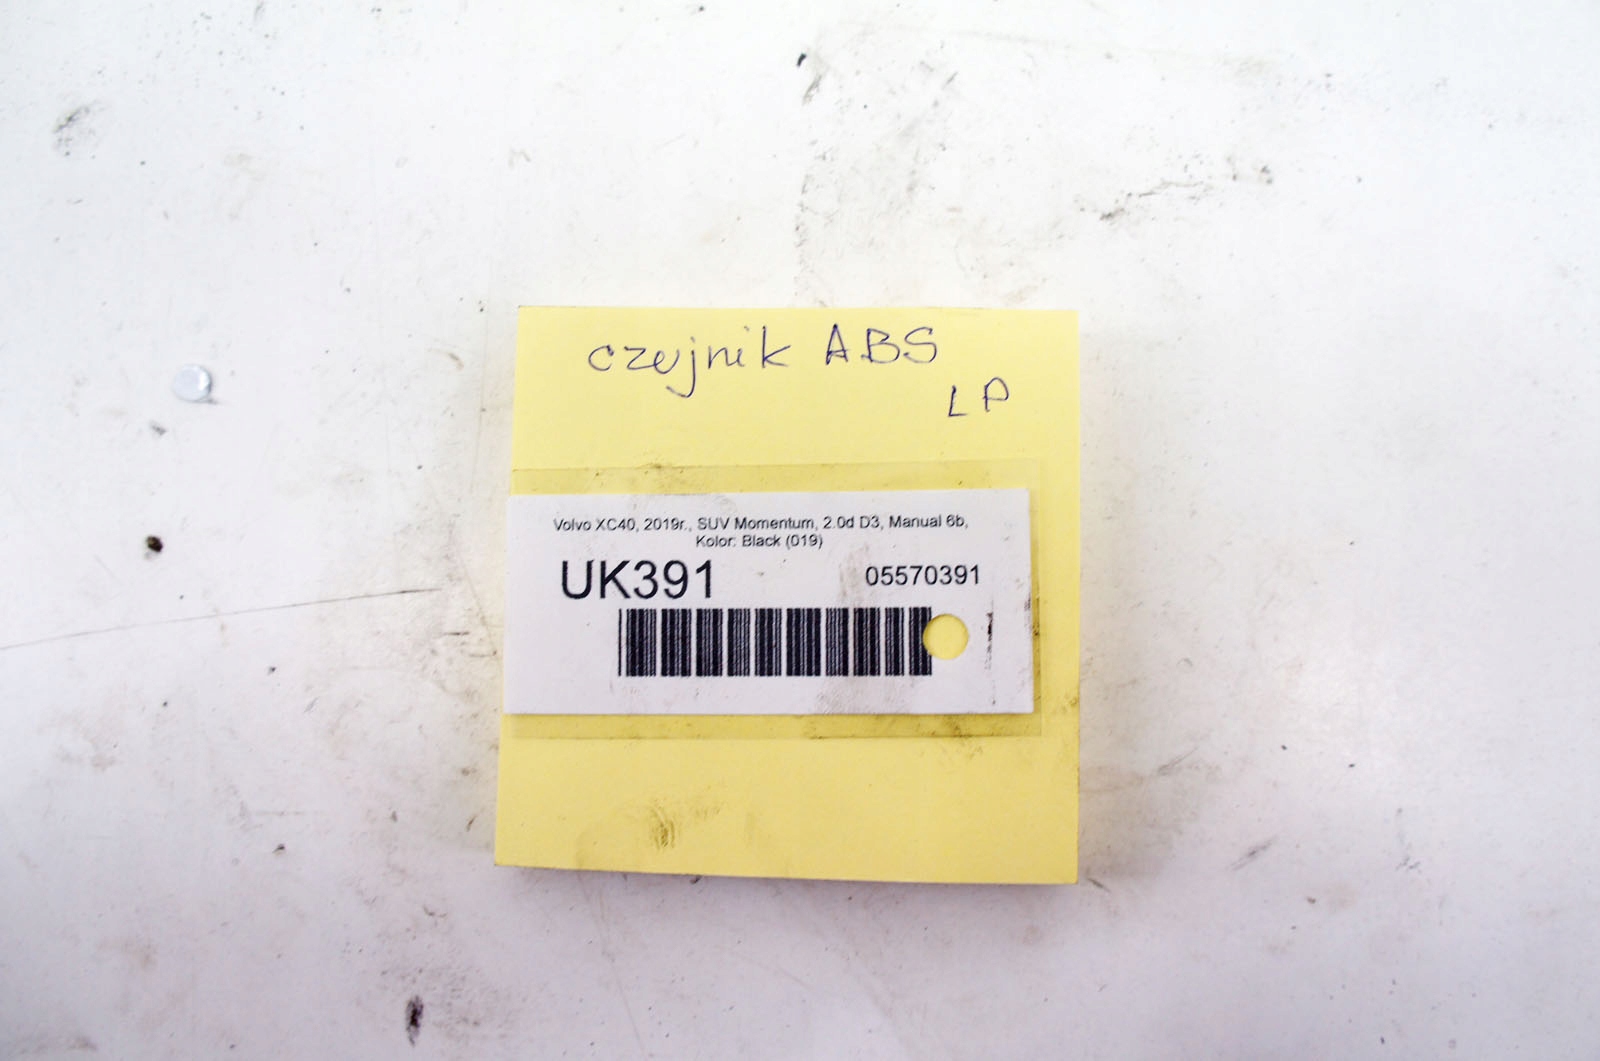 czujnik ABS
LP
Volvo XC40, 2019r., SUV Momentum, 2.0d D3, Manual 6b,
Kolor: Black (019)
UK391 05570391